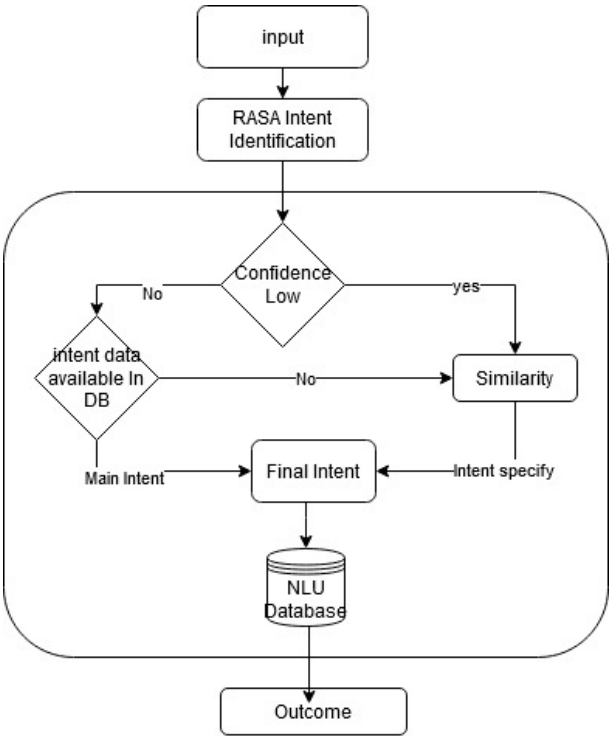 input
RASA Intent
Identification
Confidence
Low
No
yes
intent data
available In
DB
No
Similarity
Main Intent
Final Intent
Intent specify
NLU
Database
Outcome